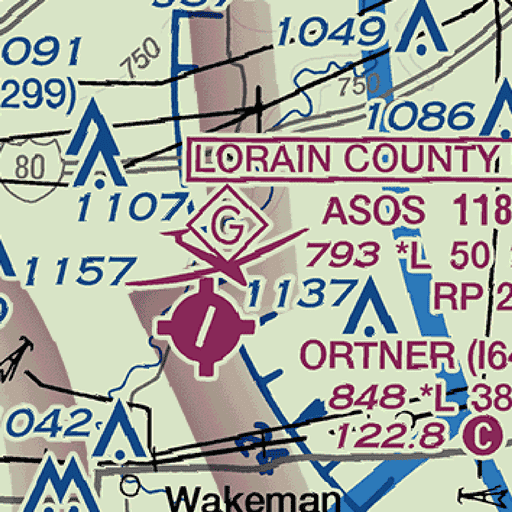 1049
091
750
299)
750
1086
80
LORAIN COUNTY
1107
G
ASOS 118
793 *L 50
1157
1137
RP 2
ORTNER (I64
848 *L 38
042
122.8 C
Wakeman